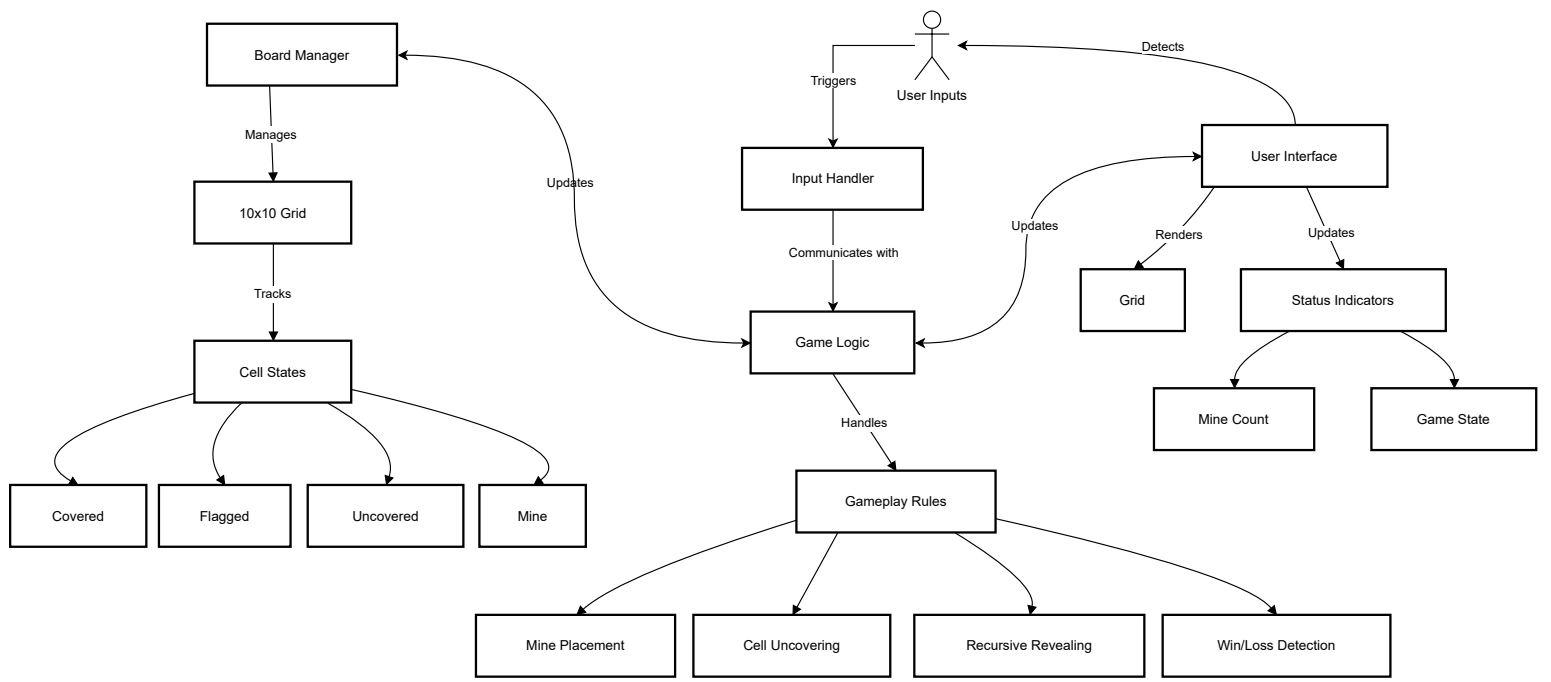 Board Manager
Detects
Triggers
User Inputs
Manages
User Interface
Input Handler
Updates
10x10 Grid
Updates
Renders
Updates
Communicates with
Tracks
Grid
Status Indicators
Game Logic
Cell States
Mine Count
Game State
Handles
Gameplay Rules
Covered
Flagged
Uncovered
Mine
Mine Placement
Cell Uncovering
Recursive Revealing
Win/Loss Detection